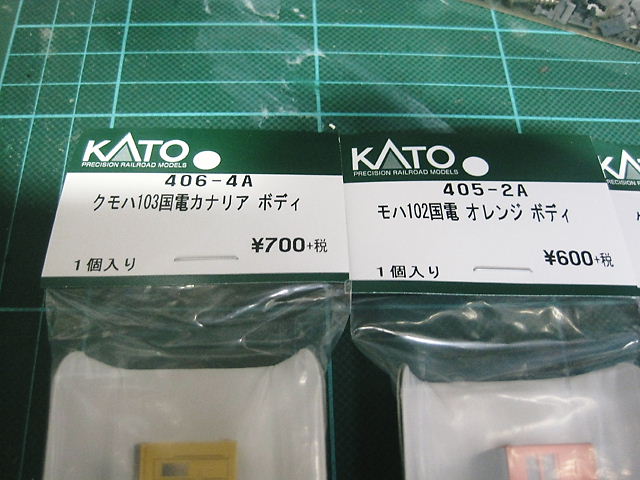 KATO
PRECISION RAILROAD MODELS
406-4A
クモハ103国電カナリア ボディ
¥700+税
1個入り
KATO
PRECISION RAILROAD MODELS
405-2A
モハ102国電 オレンジ ボディ
¥600+税
1個入り